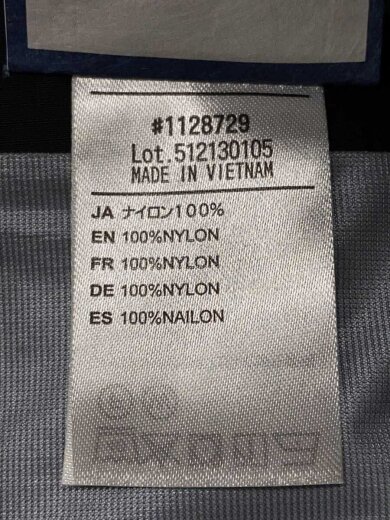 #1128729
Lot.512130105
MADE IN VIETNAM
JA ナイロン100%
EN 100%NYLON
FR 100%NYLON
DE 100%NYLON
ES 100%NAILON